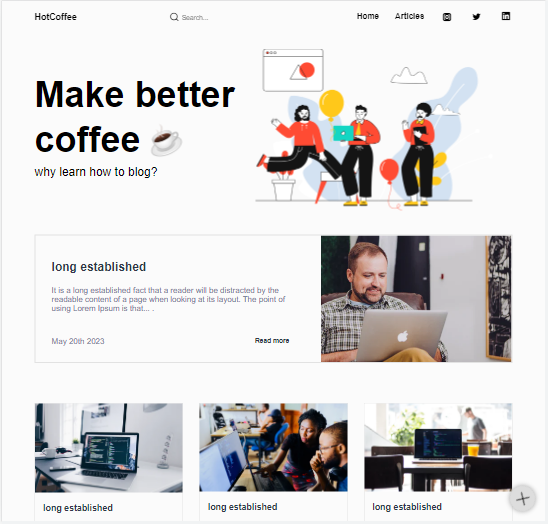 HotCoffee
Search...
Home
Articles
Make better
coffee
why learn how to blog?
long established
It is a long established fact that a reader will be distracted by the
readable content of a page when looking at its layout. The point of
using Lorem Ipsum is that... .
May 20th 2023
Read more
long established
long established
long established